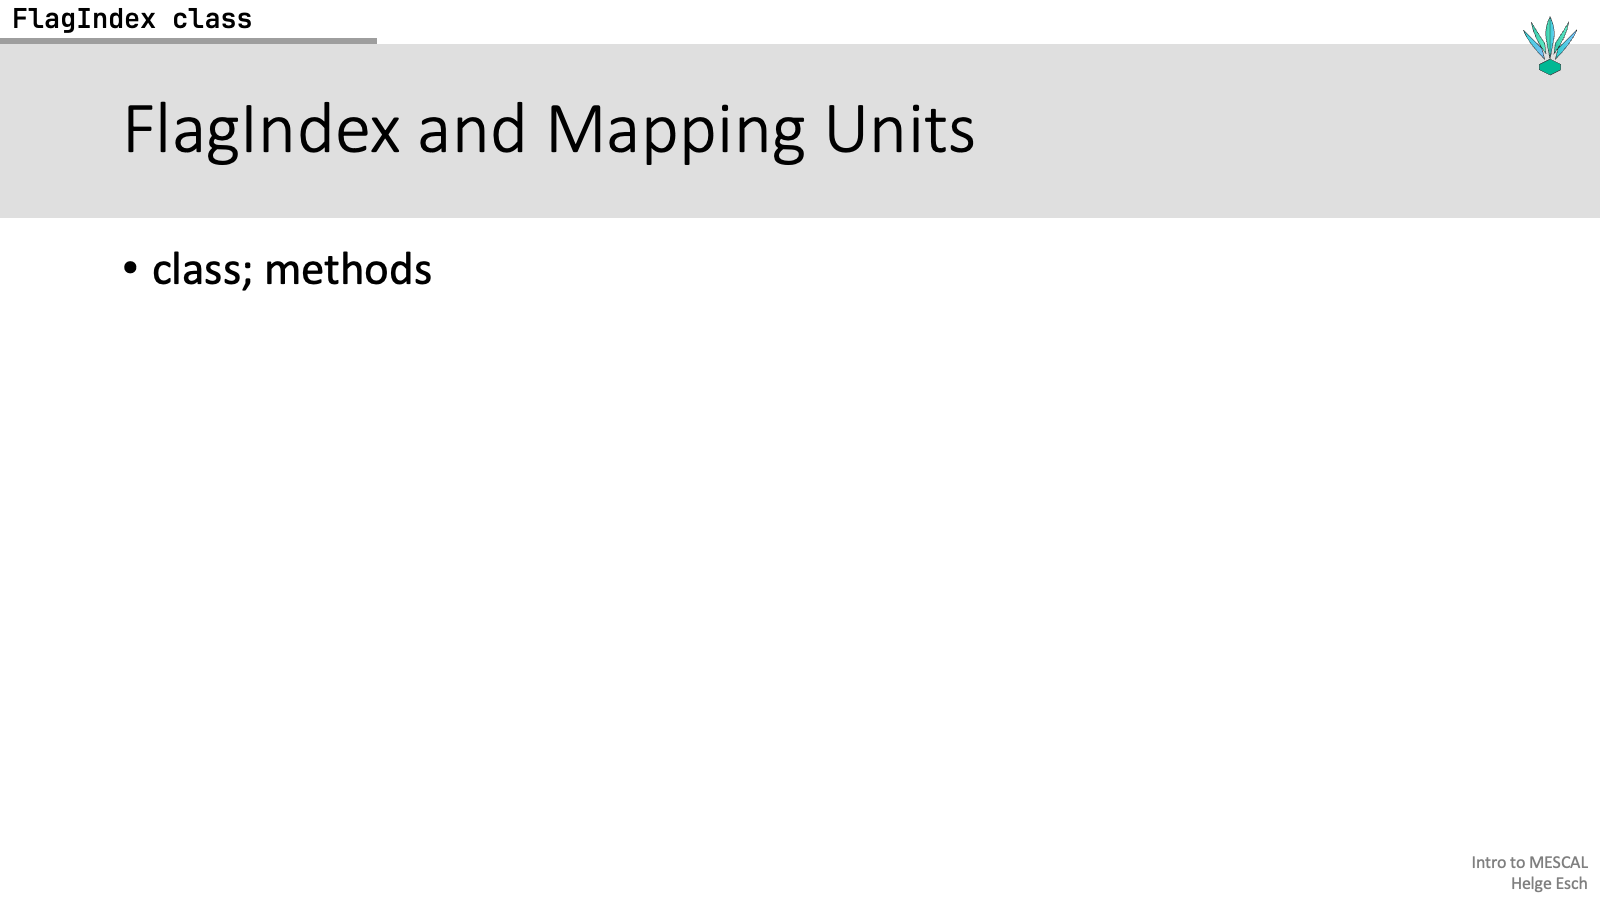 FlagIndex class
FlagIndex and Mapping Units
• class; methods
Intro to MESCAL
Helge Esch